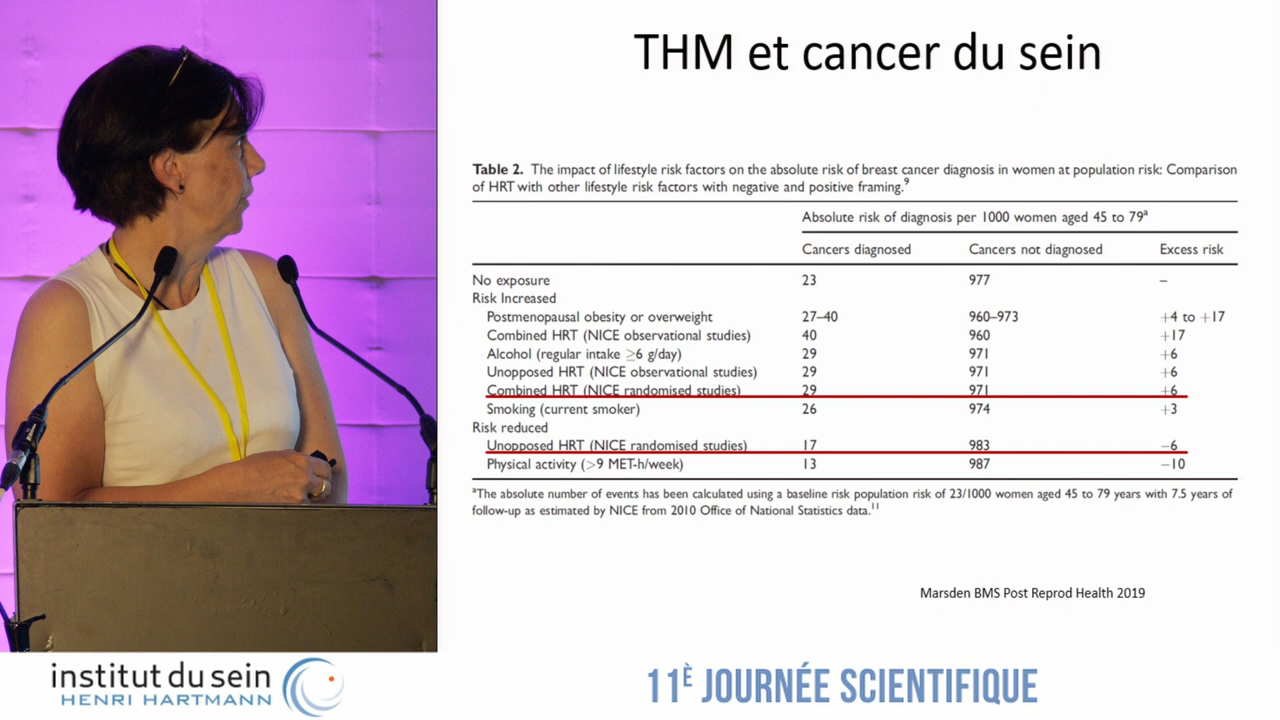 THM et cancer du sein
Table 2. The impact of lifestyle risk factors on the absolute risk of breast cancer diagnosis in women at population risk: Comparison
of HRT with other lifestyle risk factors with negative and positive framing.9
Absolute risk of diagnosis per 1000 women aged 45 to 79a
Cancers diagnosed Cancers not diagnosed Excess risk
No exposure 23 977 –
Risk Increased
Postmenopausal obesity or overweight 27–40 960–973 +4 to +17
Combined HRT (NICE observational studies) 40 960 +17
Alcohol (regular intake ≥6 g/day) 29 971 +6
Unopposed HRT (NICE observational studies) 29 971 +6
Combined HRT (NICE randomised studies) 29 971 +6
Smoking (current smoker) 26 974 +3
Risk reduced
Unopposed HRT (NICE randomised studies) 17 983 −6
Physical activity (>9 MET-h/week) 13 987 −10
aThe absolute number of events has been calculated using a baseline risk population risk of 23/1000 women aged 45 to 79 years with 7.5 years of
follow-up as estimated by NICE from 2010 Office of National Statistics data.11
Marsden BMS Post Reprod Health 2019
institut du sein
HENRI HARTMANN
11È JOURNÉE SCIENTIFIQUE